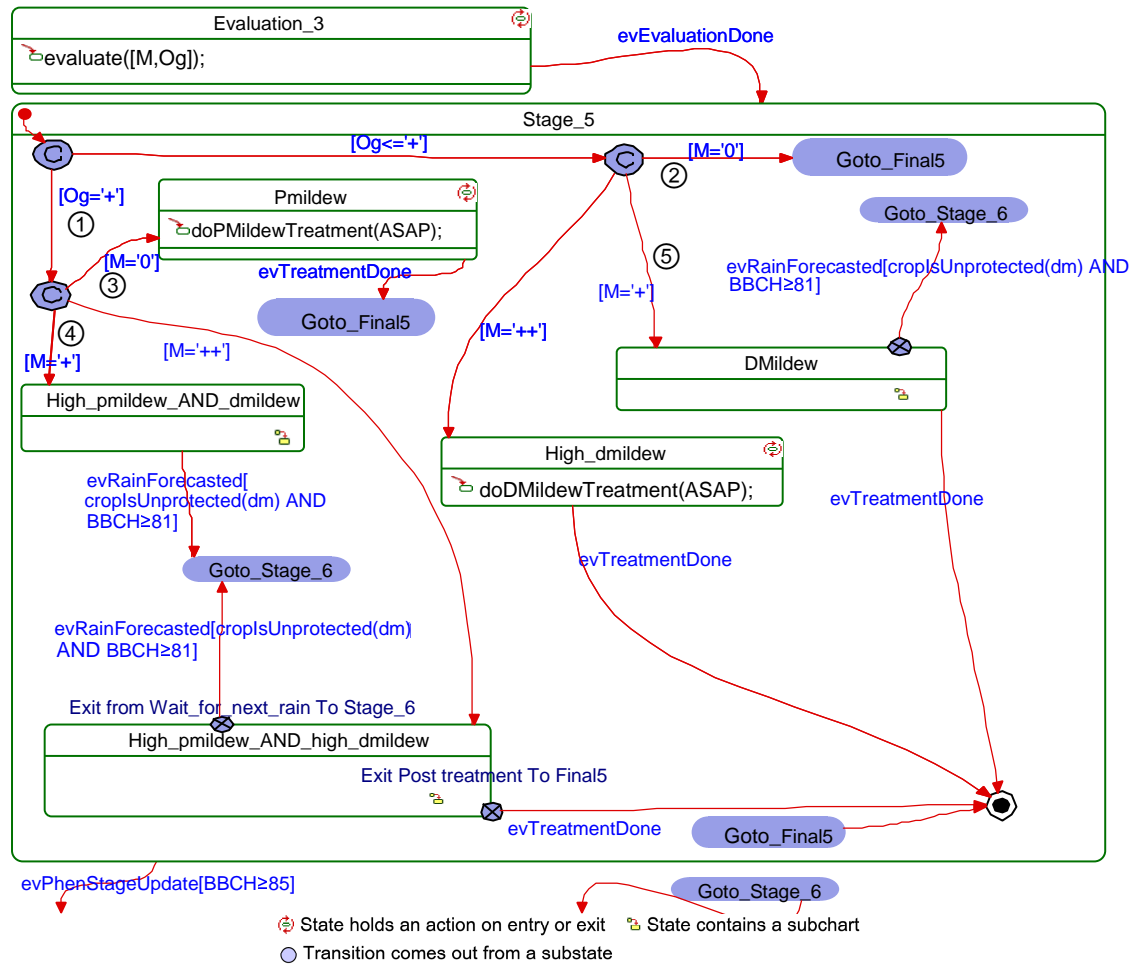 Evaluation_3
evaluate([M,Og]);
evEvaluationDone
Stage_5
[Og<='+']
[M='0']
Goto_Final5
②
[Og='+']
①
Pmildew
doPMildewTreatment(ASAP);
Goto_Stage_6
[M='0']
③
evTreatmentDone
Goto_Final5
⑤
evRainForecasted[cropIsUnprotected(dm) AND
BBCH≥81]
[M='+']
④
[M='+']
[M='++']
[M='++']
DMildew
High_pmildew_AND_dmildew
High_dmildew
doDMildewTreatment(ASAP);
evRainForecasted[
cropIsUnprotected(dm) AND
BBCH≥81]
evTreatmentDone
evTreatmentDone
Goto_Stage_6
evRainForecasted[cropIsUnprotected(dm)
AND BBCH≥81]
Exit from Wait_for_next_rain To Stage_6
High_pmildew_AND_high_dmildew
Exit Post treatment To Final5
evTreatmentDone
Goto_Final5
evPhenStageUpdate[BBCH≥85]
Goto_Stage_6
State holds an action on entry or exit
State contains a subchart
Transition comes out from a substate